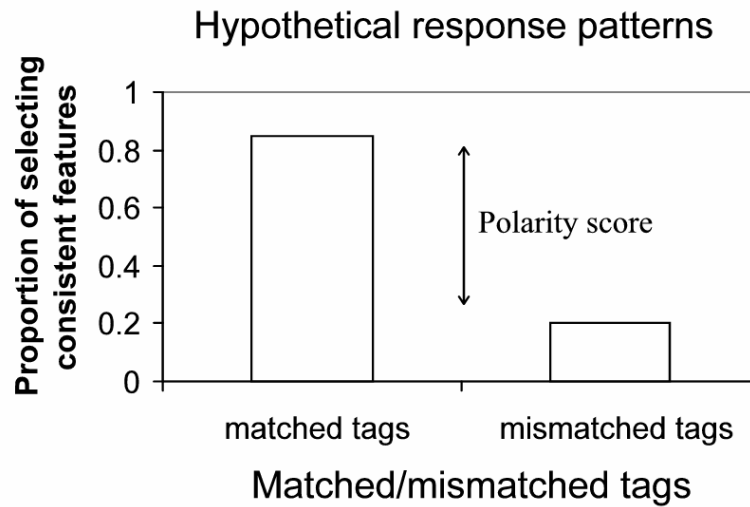 Hypothetical response patterns
Proportion of selecting
consistent features
1
0.8
0.6
0.4
0.2
0
Polarity score
matched tags
mismatched tags
Matched/mismatched tags